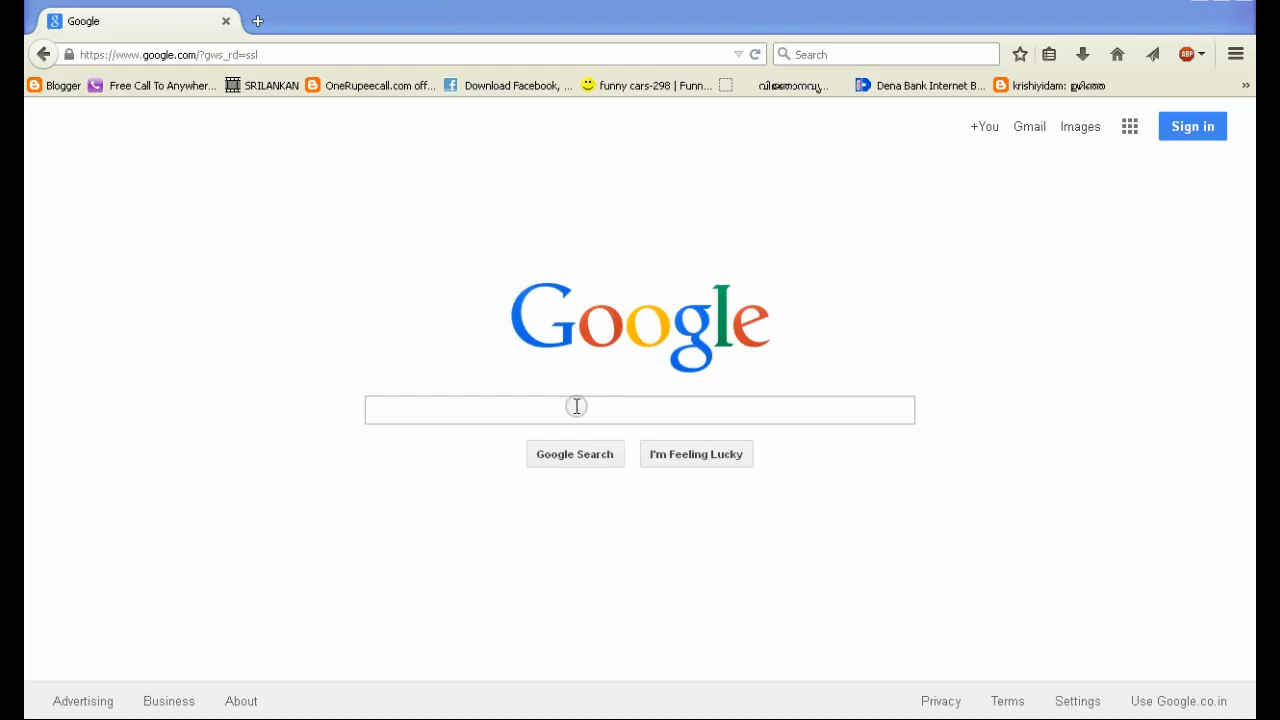 Google
https://www.google.com/?gws_rd=ssl
Search
ABP
Blogger Free Call To Anywher... SRILANKAN OneRupeecall.com off... Download Facebook, ... funny cars-298 | Funn... Dena Bank Internet B... krishiyidam:
+You Gmail Images Sign in
Google
Google Search I'm Feeling Lucky
Advertising Business About Privacy Terms Settings Use Google.co.in